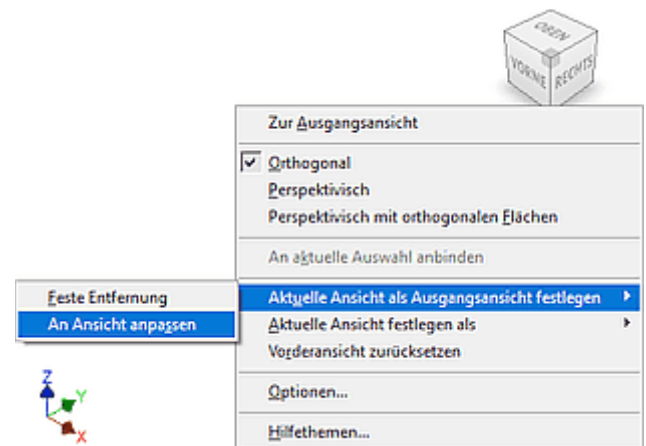 OBEN
VORNE
RECHTS
Zur Ausgangsansicht
Orthogonal
Perspektivisch
Perspektivisch mit orthogonalen Flächen
An aktuelle Auswahl anbinden
Aktuelle Ansicht als Ausgangsansicht festlegen
Feste Entfernung
An Ansicht anpassen
Aktuelle Ansicht festlegen als
Vorderansicht zurücksetzen
Optionen...
Hilfethemen...
Z
Y
X